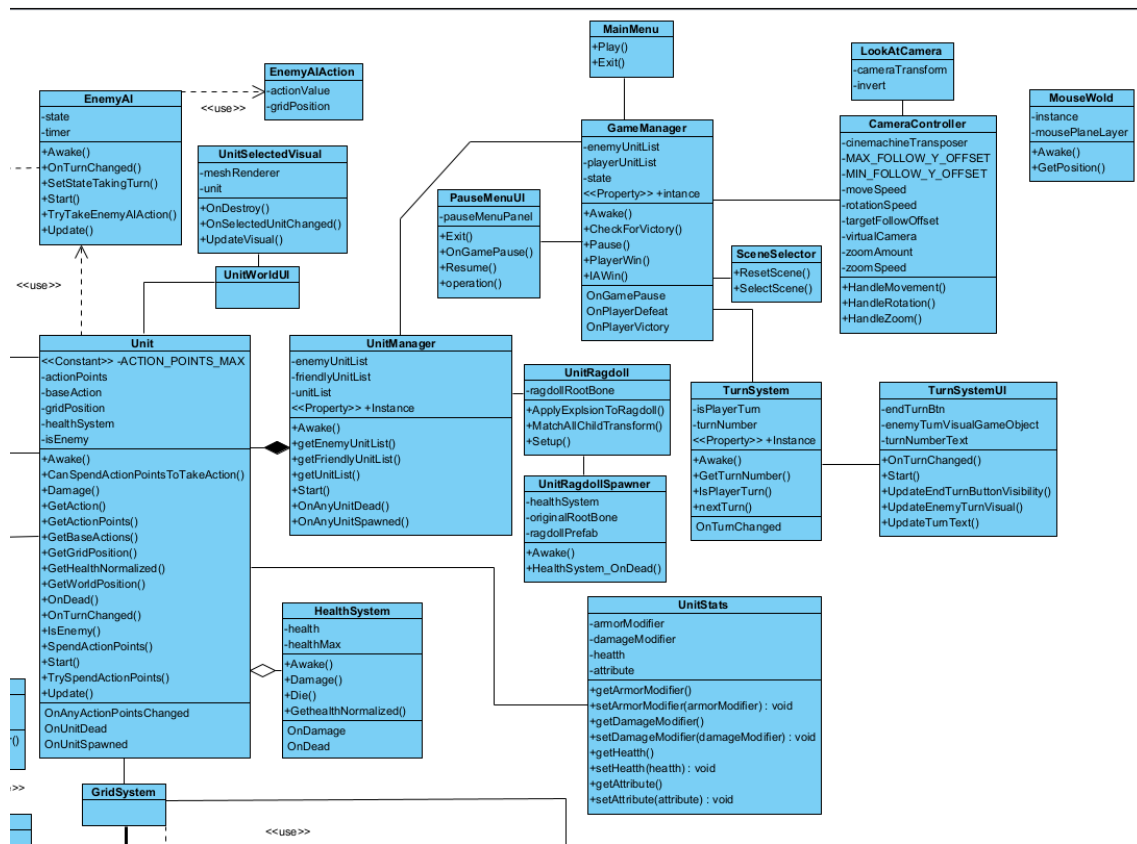 MainMenu
+Play()
+Exit()
LookAtCamera
-cameraTransform
-invert
EnemyAIAction
-actionValue
-gridPosition
<<use>>
EnemyAI
-state
-timer
+Awake()
+OnTurnChanged()
+SetStateTakingTurn()
+Start()
+TryTakeEnemyAIAction()
+Update()
MouseWold
-instance
-mousePlaneLayer
+Awake()
+GetPosition()
GameManager
-enemyUnitList
-playerUnitList
-state
<<Property>> +intance
+Awake()
+CheckForVictory()
+Pause()
+PlayerWin()
+IAWin()
OnGamePause
OnPlayerDefeat
OnPlayerVictory
CameraController
-cinemachineTransposer
-MAX_FOLLOW_Y_OFFSET
-MIN_FOLLOW_Y_OFFSET
-moveSpeed
-rotationSpeed
-targetFollowOffset
-virtualCamera
-zoomAmount
-zoomSpeed
+HandleMovement()
+HandleRotation()
+HandleZoom()
UnitSelectedVisual
-meshRenderer
-unit
+OnDestroy()
+OnSelectedUnitChanged()
+UpdateVisual()
PauseMenuUI
-pauseMenuPanel
+Exit()
+OnGamePause()
+Resume()
+operation()
SceneSelector
+ResetScene()
+SelectScene()
UnitWorldUI
<<use>>
Unit
<<Constant>> -ACTION_POINTS_MAX
-actionPoints
-baseAction
-gridPosition
-healthSystem
-isEnemy
+Awake()
+CanSpendActionPointsToTakeAction()
+Damage()
+GetAction()
+GetActionPoints()
+GetBaseActions()
+GetGridPosition()
+GetHealthNormalized()
+GetWorldPosition()
+OnDead()
+OnTurnChanged()
+IsEnemy()
+SpendActionPoints()
+Start()
+TrySpendActionPoints()
+Update()
OnAnyActionPointsChanged
OnUnitDead
OnUnitSpawned
UnitManager
-enemyUnitList
-friendlyUnitList
-unitList
<<Property>> +Instance
+Awake()
+getEnemyUnitList()
+getFriendlyUnitList()
+getUnitList()
+Start()
+OnAnyUnitDead()
+OnAnyUnitSpawned()
UnitRagdoll
-ragdollRootBone
+ApplyExplsionToRagdoll()
+MatchAllChildTransform()
+Setup()
TurnSystem
-isPlayerTurn
-turnNumber
<<Property>> +Instance
+Awake()
+GetTurnNumber()
+IsPlayerTurn()
+nextTurn()
OnTurnChanged
TurnSystemUI
-endTurnBtn
-enemyTurnVisualGameObject
-turnNumberText
+OnTurnChanged()
+Start()
+UpdateEndTurnButtonVisibility()
+UpdateEnemyTurnVisual()
+UpdateTurnText()
UnitRagdollSpawner
-healthSystem
-originalRootBone
-ragdollPrefab
+Awake()
+HealthSystem_OnDead()
HealthSystem
-health
-healthMax
+Awake()
+Damage()
+Die()
+GethealthNormalized()
OnDamage
OnDead
UnitStats
-armorModifier
-damageModifier
-heatth
-attribute
+getArmorModifier()
+setArmorModifier(armorModifier) : void
+getDamageModifier()
+setDamageModifier(damageModifier) : void
+getHeatth()
+setHeatth(heatth) : void
+getAttribute()
+setAttribute(attribute) : void
r()
>>
GridSystem
<<use>>